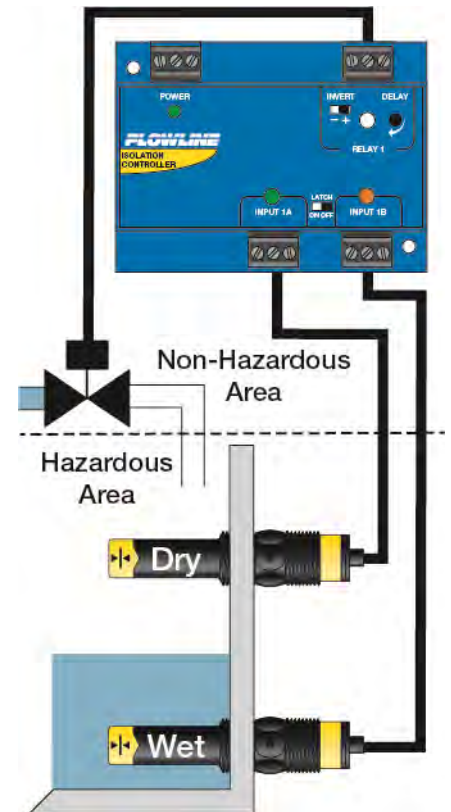 POWER
INVERT DELAY
- +
FLOWLINE
ISOLATION
CONTROLLER
RELAY 1
LATCH
ON OFF
INPUT 1A
INPUT 1B
Non-Hazardous
Area
Hazardous
Area
Dry
Wet